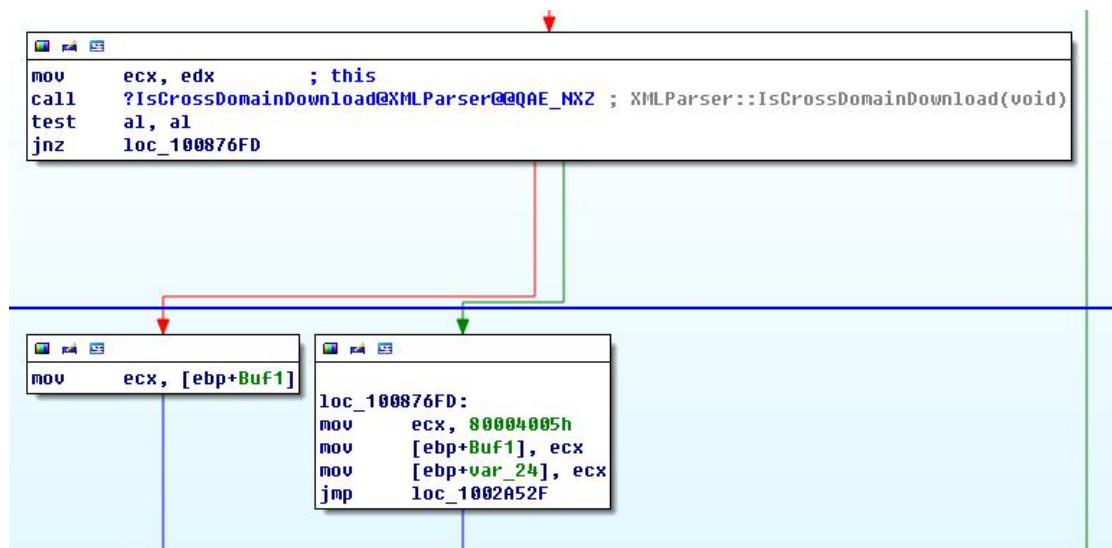 mov ecx, edx ; this
call ?IsCrossDomainDownload@XMLParser@@QAE_NXZ ; XMLParser::IsCrossDomainDownload(void)
test al, al
jnz loc_100876FD
mov ecx, [ebp+Buf1]
loc_100876FD:
mov ecx, 80004005h
mov [ebp+Buf1], ecx
mov [ebp+var_24], ecx
jmp loc_1002A52F